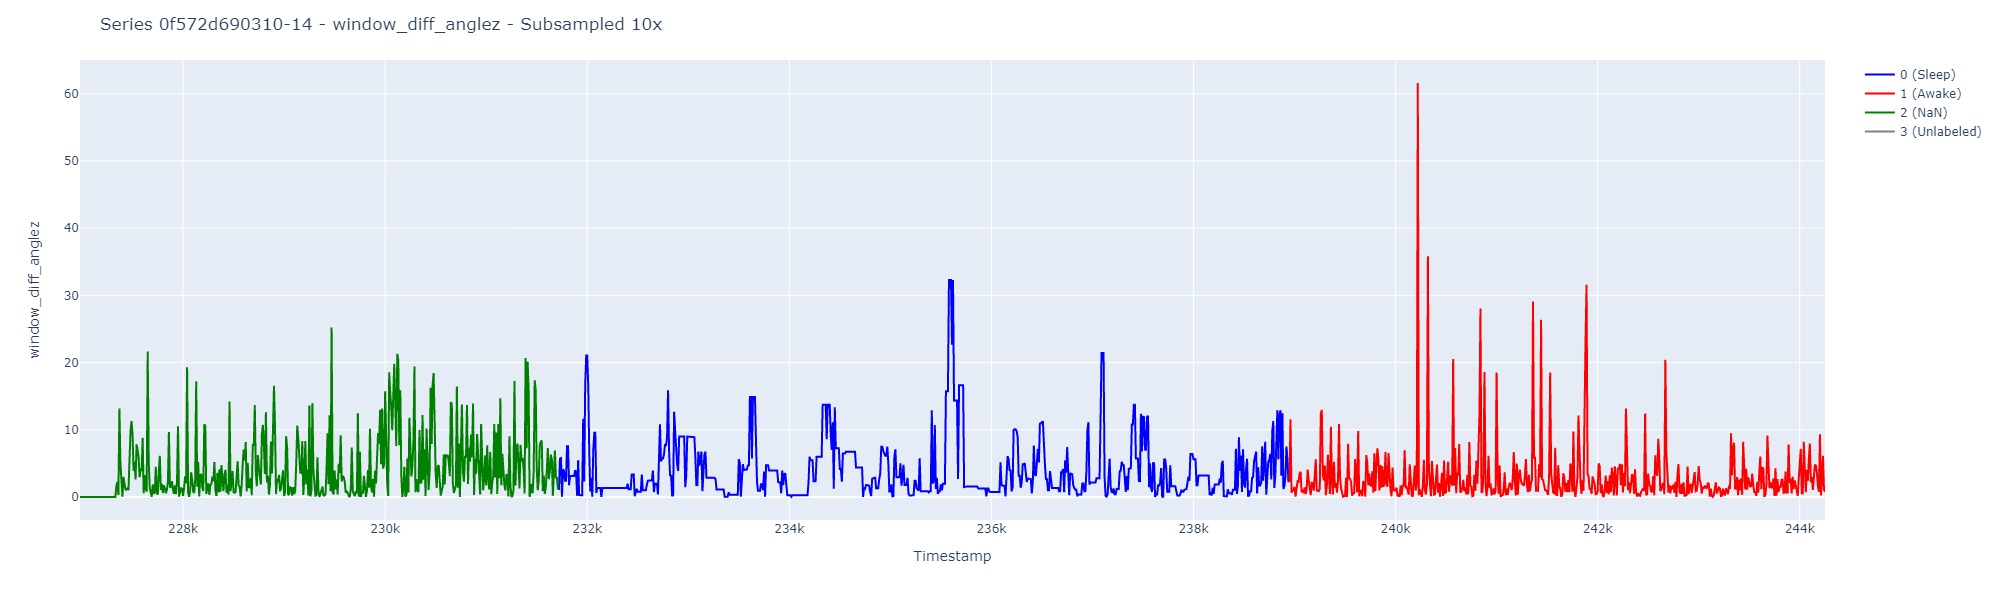 Series 0f572d690310-14 - window_diff_anglez - Subsampled 10x
0 (Sleep)
1 (Awake)
2 (NaN)
3 (Unlabeled)
window_diff_anglez
60
50
40
30
20
10
0
228k 230k 232k 234k 236k 238k 240k 242k 244k
Timestamp